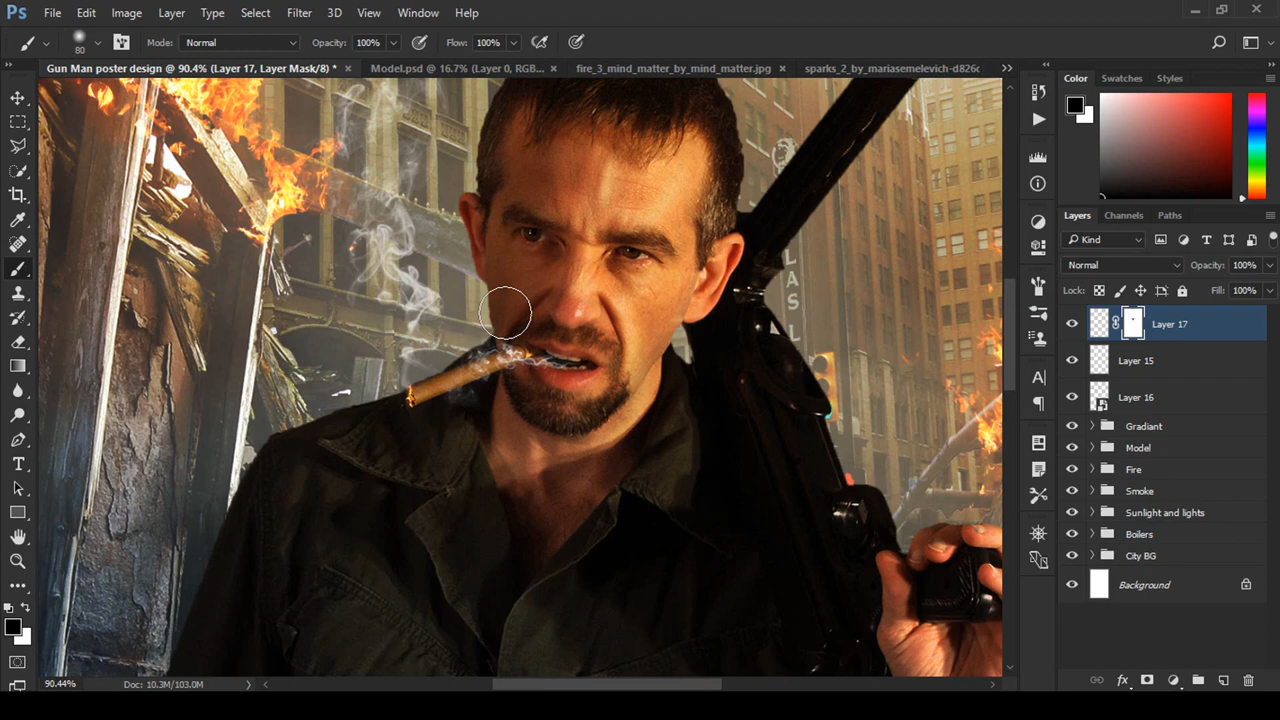 Ps File Edit Image Layer Type Select Filter 3D View Window Help
80 Mode: Normal Opacity: 100% Flow: 100%
Gun Man poster design @ 90.4% (Layer 17, Layer Mask/8) * × Model.psd @ 16.7% (Layer 0, RGB... × fire_3_mind_matter_by_mind_matter.jpg × sparks_2_by_mariasemelevich-d826c
Color Swatches Styles
Layers Channels Paths
Kind
Normal Opacity: 100%
Lock: Fill: 100%
Layer 17
Layer 15
Layer 16
Gradiant
Model
Fire
Smoke
Sunlight and lights
Boilers
City BG
Background
L
A
S
L
90.44% Doc: 10.3M/103.0M